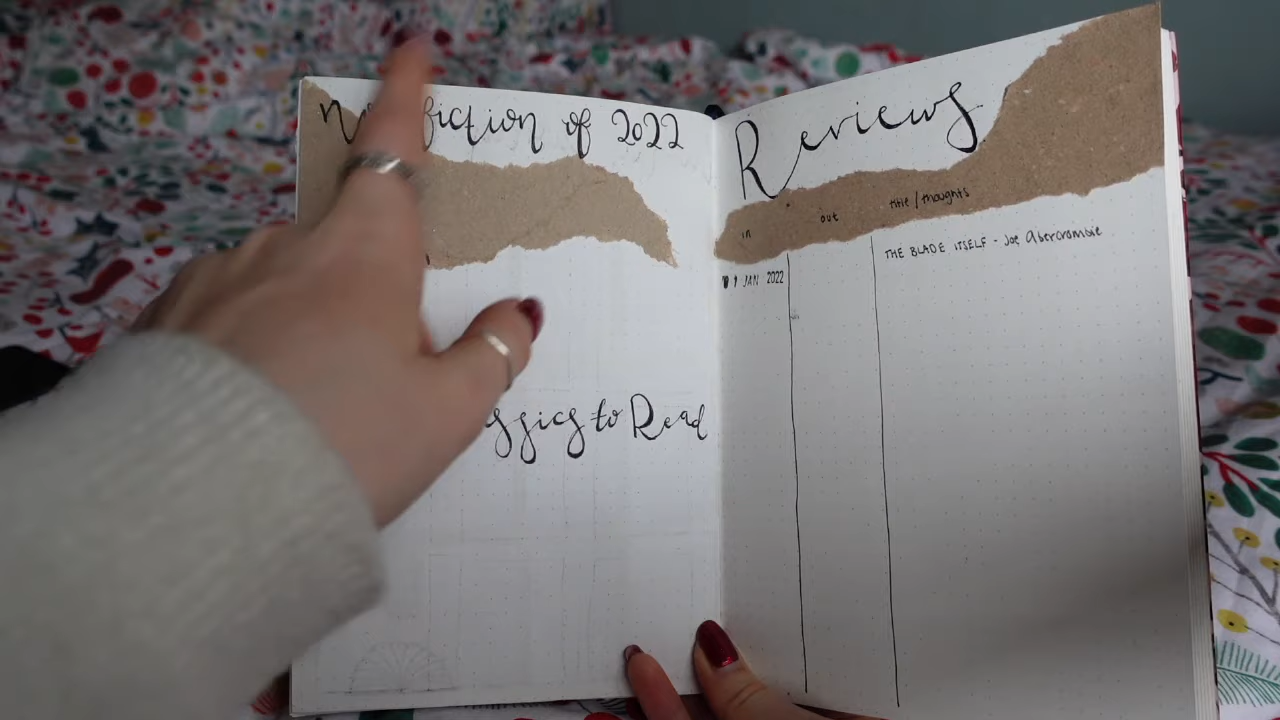 fiction of 2022
to Read
Reviews
in out title / thoughts
1 JAN 2022 THE BLADE ITSELF - Joe Abercrombie